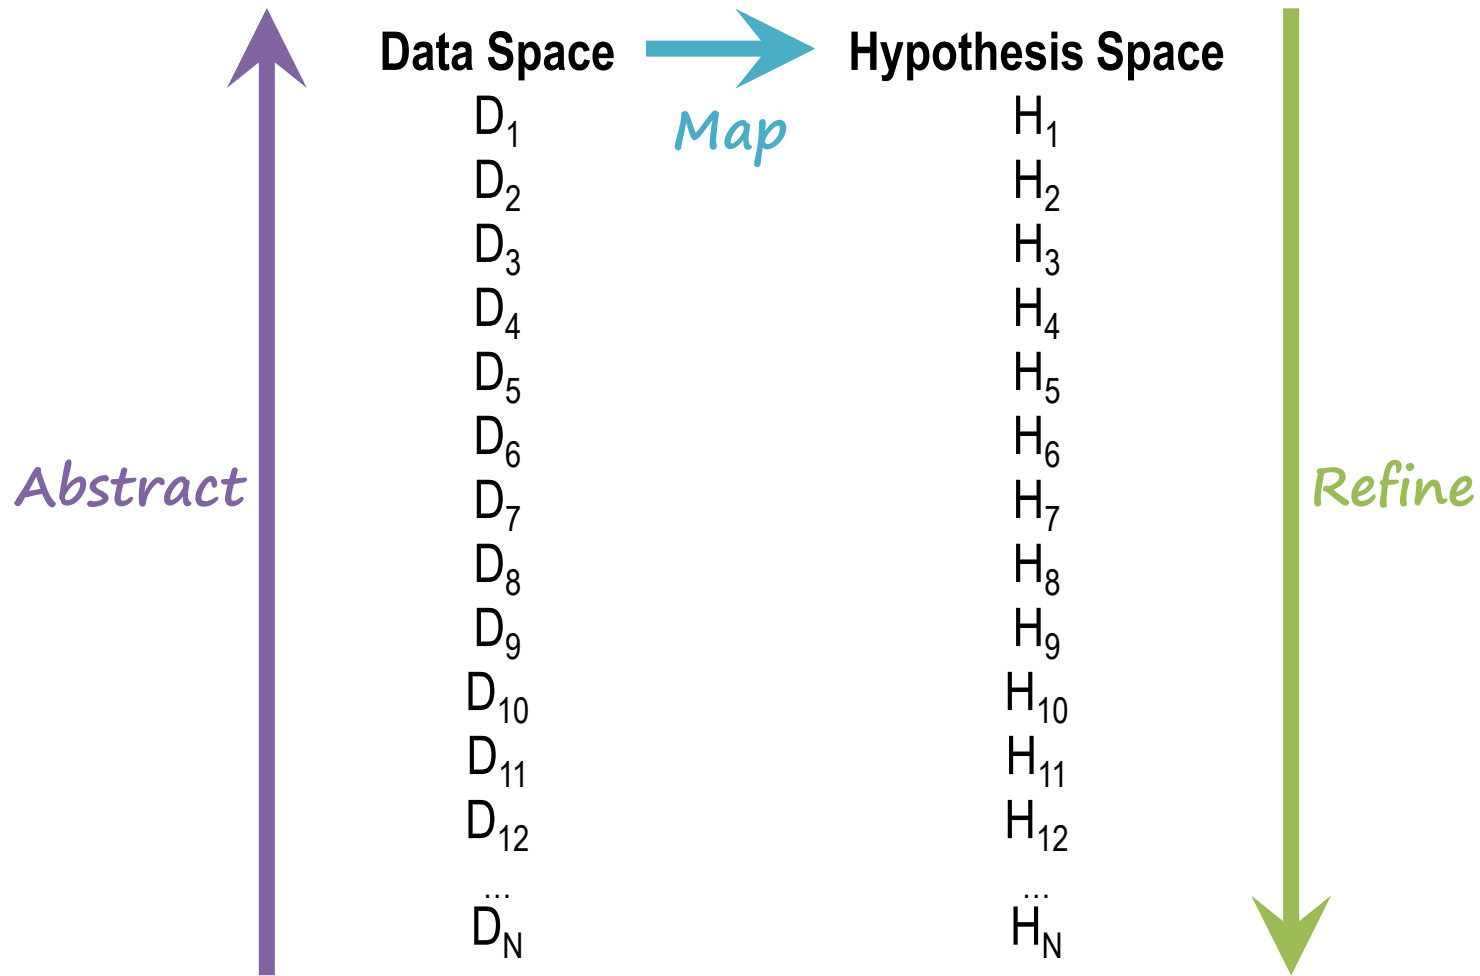 Data Space Hypothesis Space
Map
D1 H1
D2 H2
D3 H3
D4 H4
D5 H5
D6 H6
Abstract Refine
D7 H7
D8 H8
D9 H9
D10 H10
D11 H11
D12 H12
... ...
DN HN